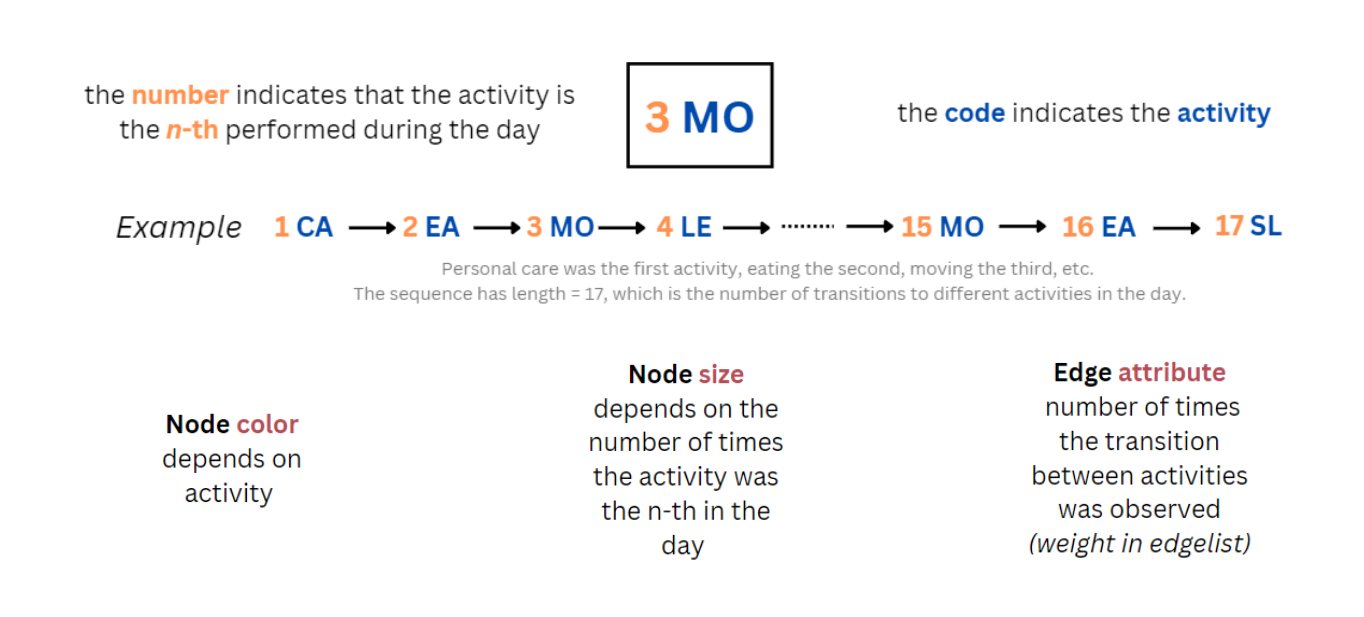 the number indicates that the activity is
the n-th performed during the day
3 MO
the code indicates the activity
Example 1 CA 2 EA 3 MO 4 LE ......... 15 MO 16 EA 17 SL
Personal care was the first activity, eating the second, moving the third, etc.
The sequence has length = 17, which is the number of transitions to different activities in the day.
Node color
depends on
activity
Node size
depends on the
number of times
the activity was
the n-th in the
day
Edge attribute
number of times
the transition
between activities
was observed
(weight in edgelist)